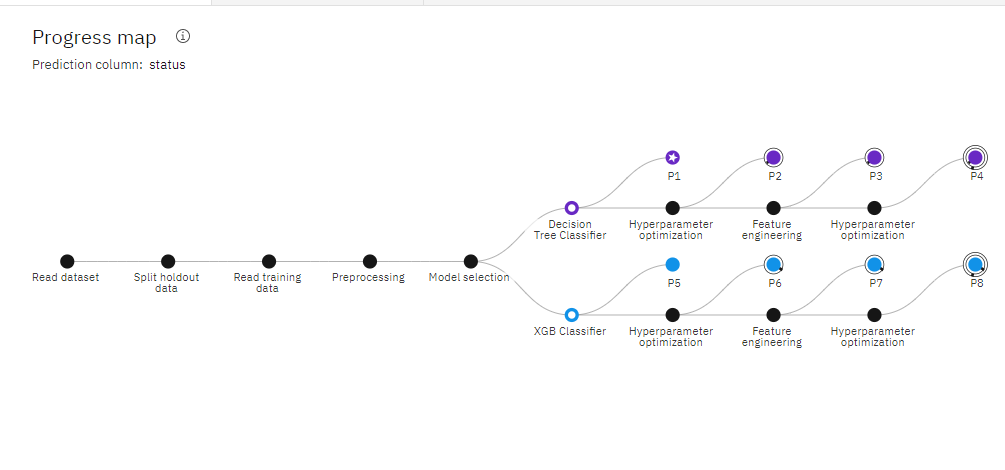 Progress map
Prediction column: status
P1
P2
P3
P4
Decision
Tree Classifier
Hyperparameter
optimization
Feature
engineering
Hyperparameter
optimization
Read dataset
Split holdout
data
Read training
data
Preprocessing
Model selection
P5
P6
P7
P8
XGB Classifier
Hyperparameter
optimization
Feature
engineering
Hyperparameter
optimization